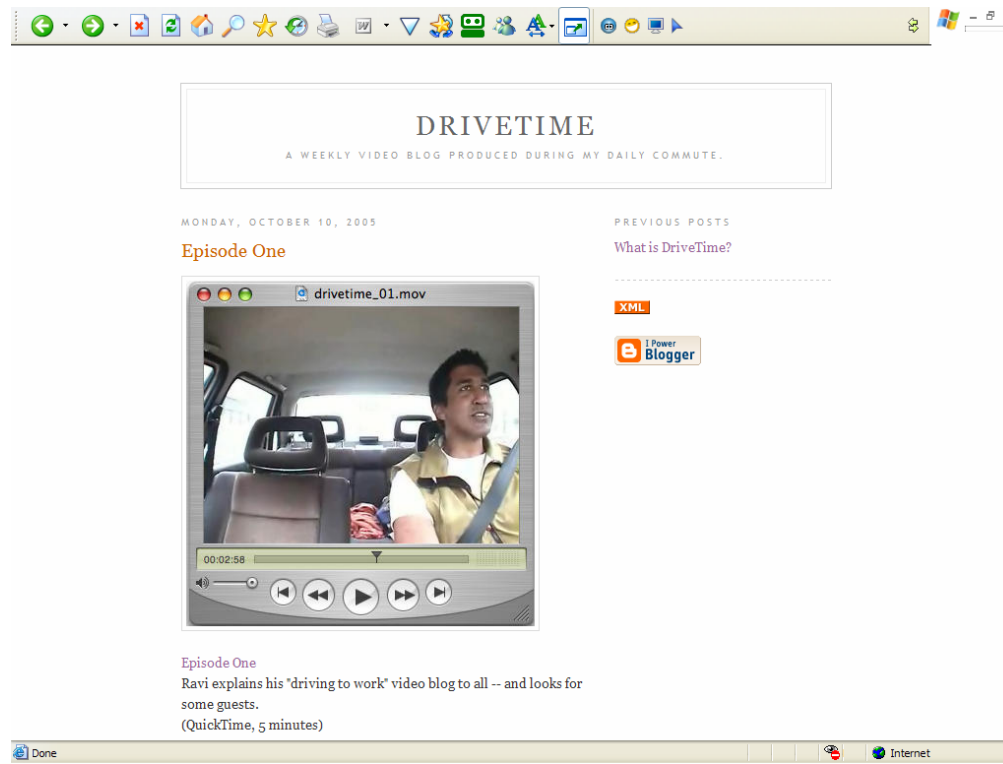 DRIVETIME
A WEEKLY VIDEO BLOG PRODUCED DURING MY DAILY COMMUTE.
MONDAY, OCTOBER 10, 2005
Episode One
drivetime_01.mov
00:02:58
Episode One
Ravi explains his "driving to work" video blog to all -- and looks for
some guests.
(QuickTime, 5 minutes)
PREVIOUS POSTS
What is DriveTime?
XML
I Power
Blogger
Done
Internet